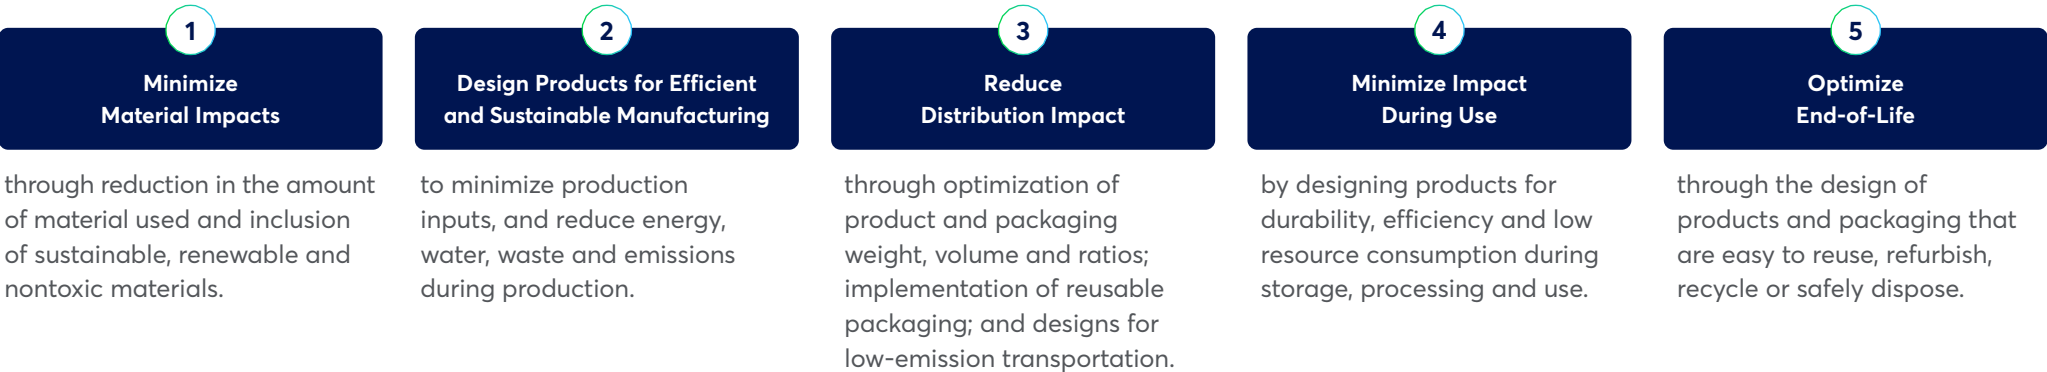 1
Minimize
Material Impacts
through reduction in the amount
of material used and inclusion
of sustainable, renewable and
nontoxic materials.
2
Design Products for Efficient
and Sustainable Manufacturing
to minimize production
inputs, and reduce energy,
water, waste and emissions
during production.
3
Reduce
Distribution Impact
through optimization of
product and packaging
weight, volume and ratios;
implementation of reusable
packaging; and designs for
low-emission transportation.
4
Minimize Impact
During Use
by designing products for
durability, efficiency and low
resource consumption during
storage, processing and use.
5
Optimize
End-of-Life
through the design of
products and packaging that
are easy to reuse, refurbish,
recycle or safely dispose.